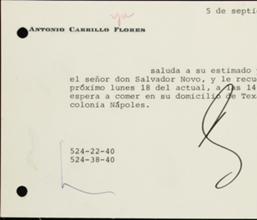 5 de septi
ANTONIO CARRILLO FLORES
saluda a su estimado
el señor don Salvador Novo, y le recu
próximo lunes 18 del actual, a las 14
espera a comer en su domicilio de Tex
colonia Nápoles.
524-22-40
524-38-40